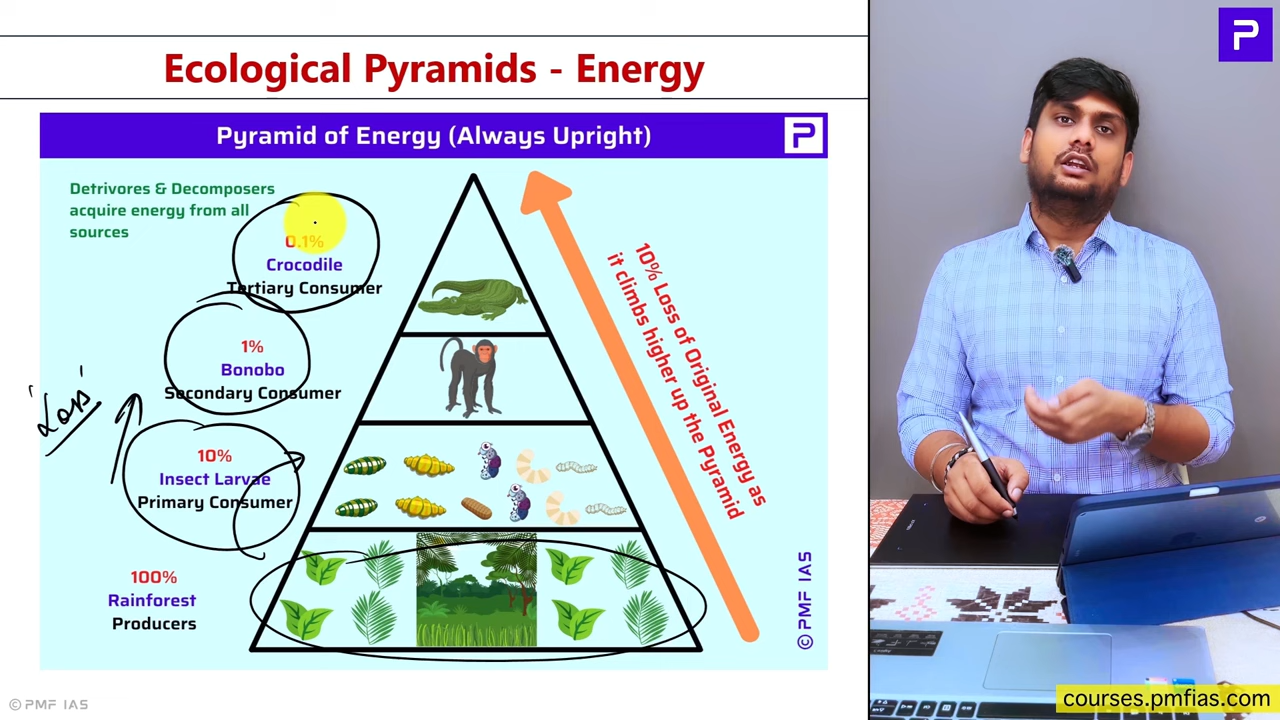 Ecological Pyramids - Energy
P
Pyramid of Energy (Always Upright)
P
Detrivores & Decomposers
acquire energy from all
sources
0.1%
Crocodile
Tertiary Consumer
1%
Bonobo
Secondary Consumer
'Loss'
10%
Insect Larvae
Primary Consumer
100%
Rainforest
Producers
10% Loss of Original Energy as
it climbs higher up the Pyramid
© PMF IAS
© PMF IAS
courses.pmfias.com